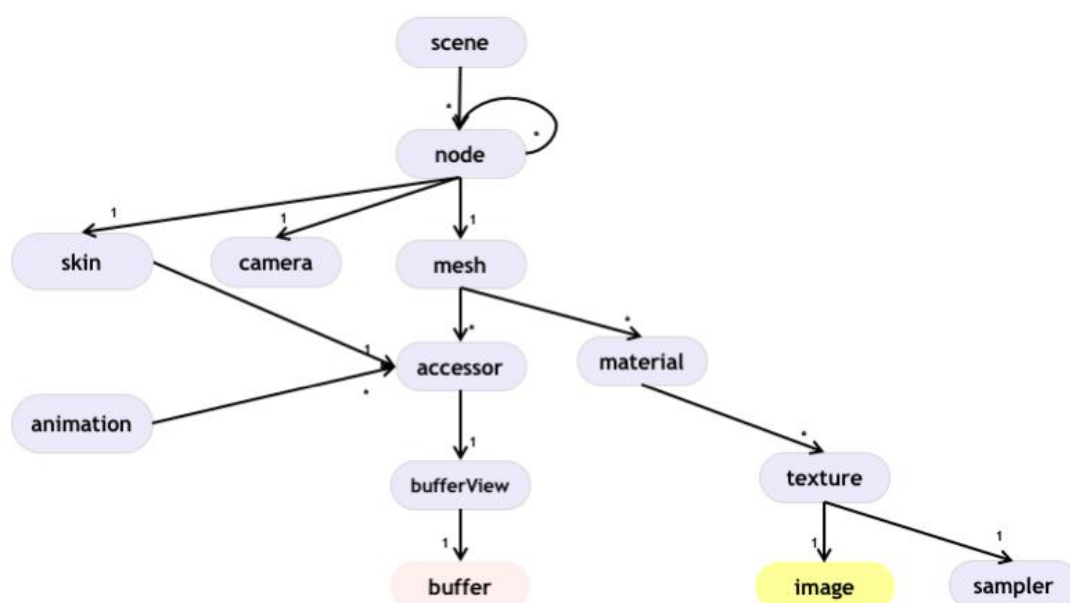 scene
*
*
node
1
1
1
skin
camera
mesh
*
*
1
accessor
material
*
animation
*
1
bufferView
texture
1
1
1
buffer
image
sampler